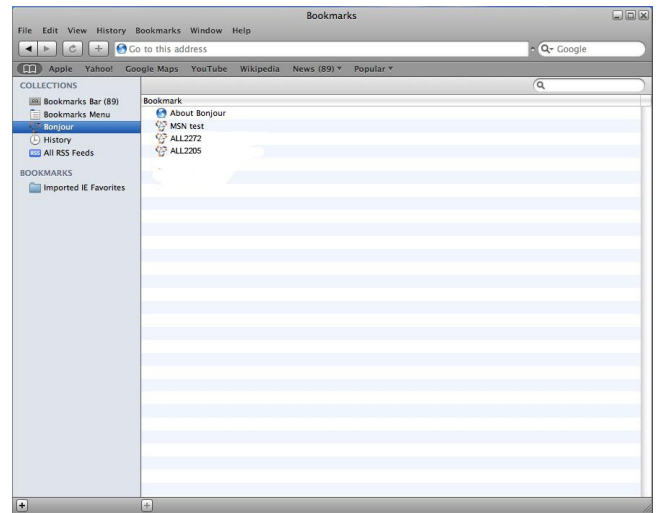 Bookmarks
File Edit View History Bookmarks Window Help
Go to this address
Google
Apple Yahoo! Google Maps YouTube Wikipedia News (89) Popular
COLLECTIONS
Bookmarks Bar (89)
Bookmarks Menu
Bonjour
History
All RSS Feeds
BOOKMARKS
Imported IE Favorites
Bookmark
About Bonjour
MSN test
ALL2272
ALL2205